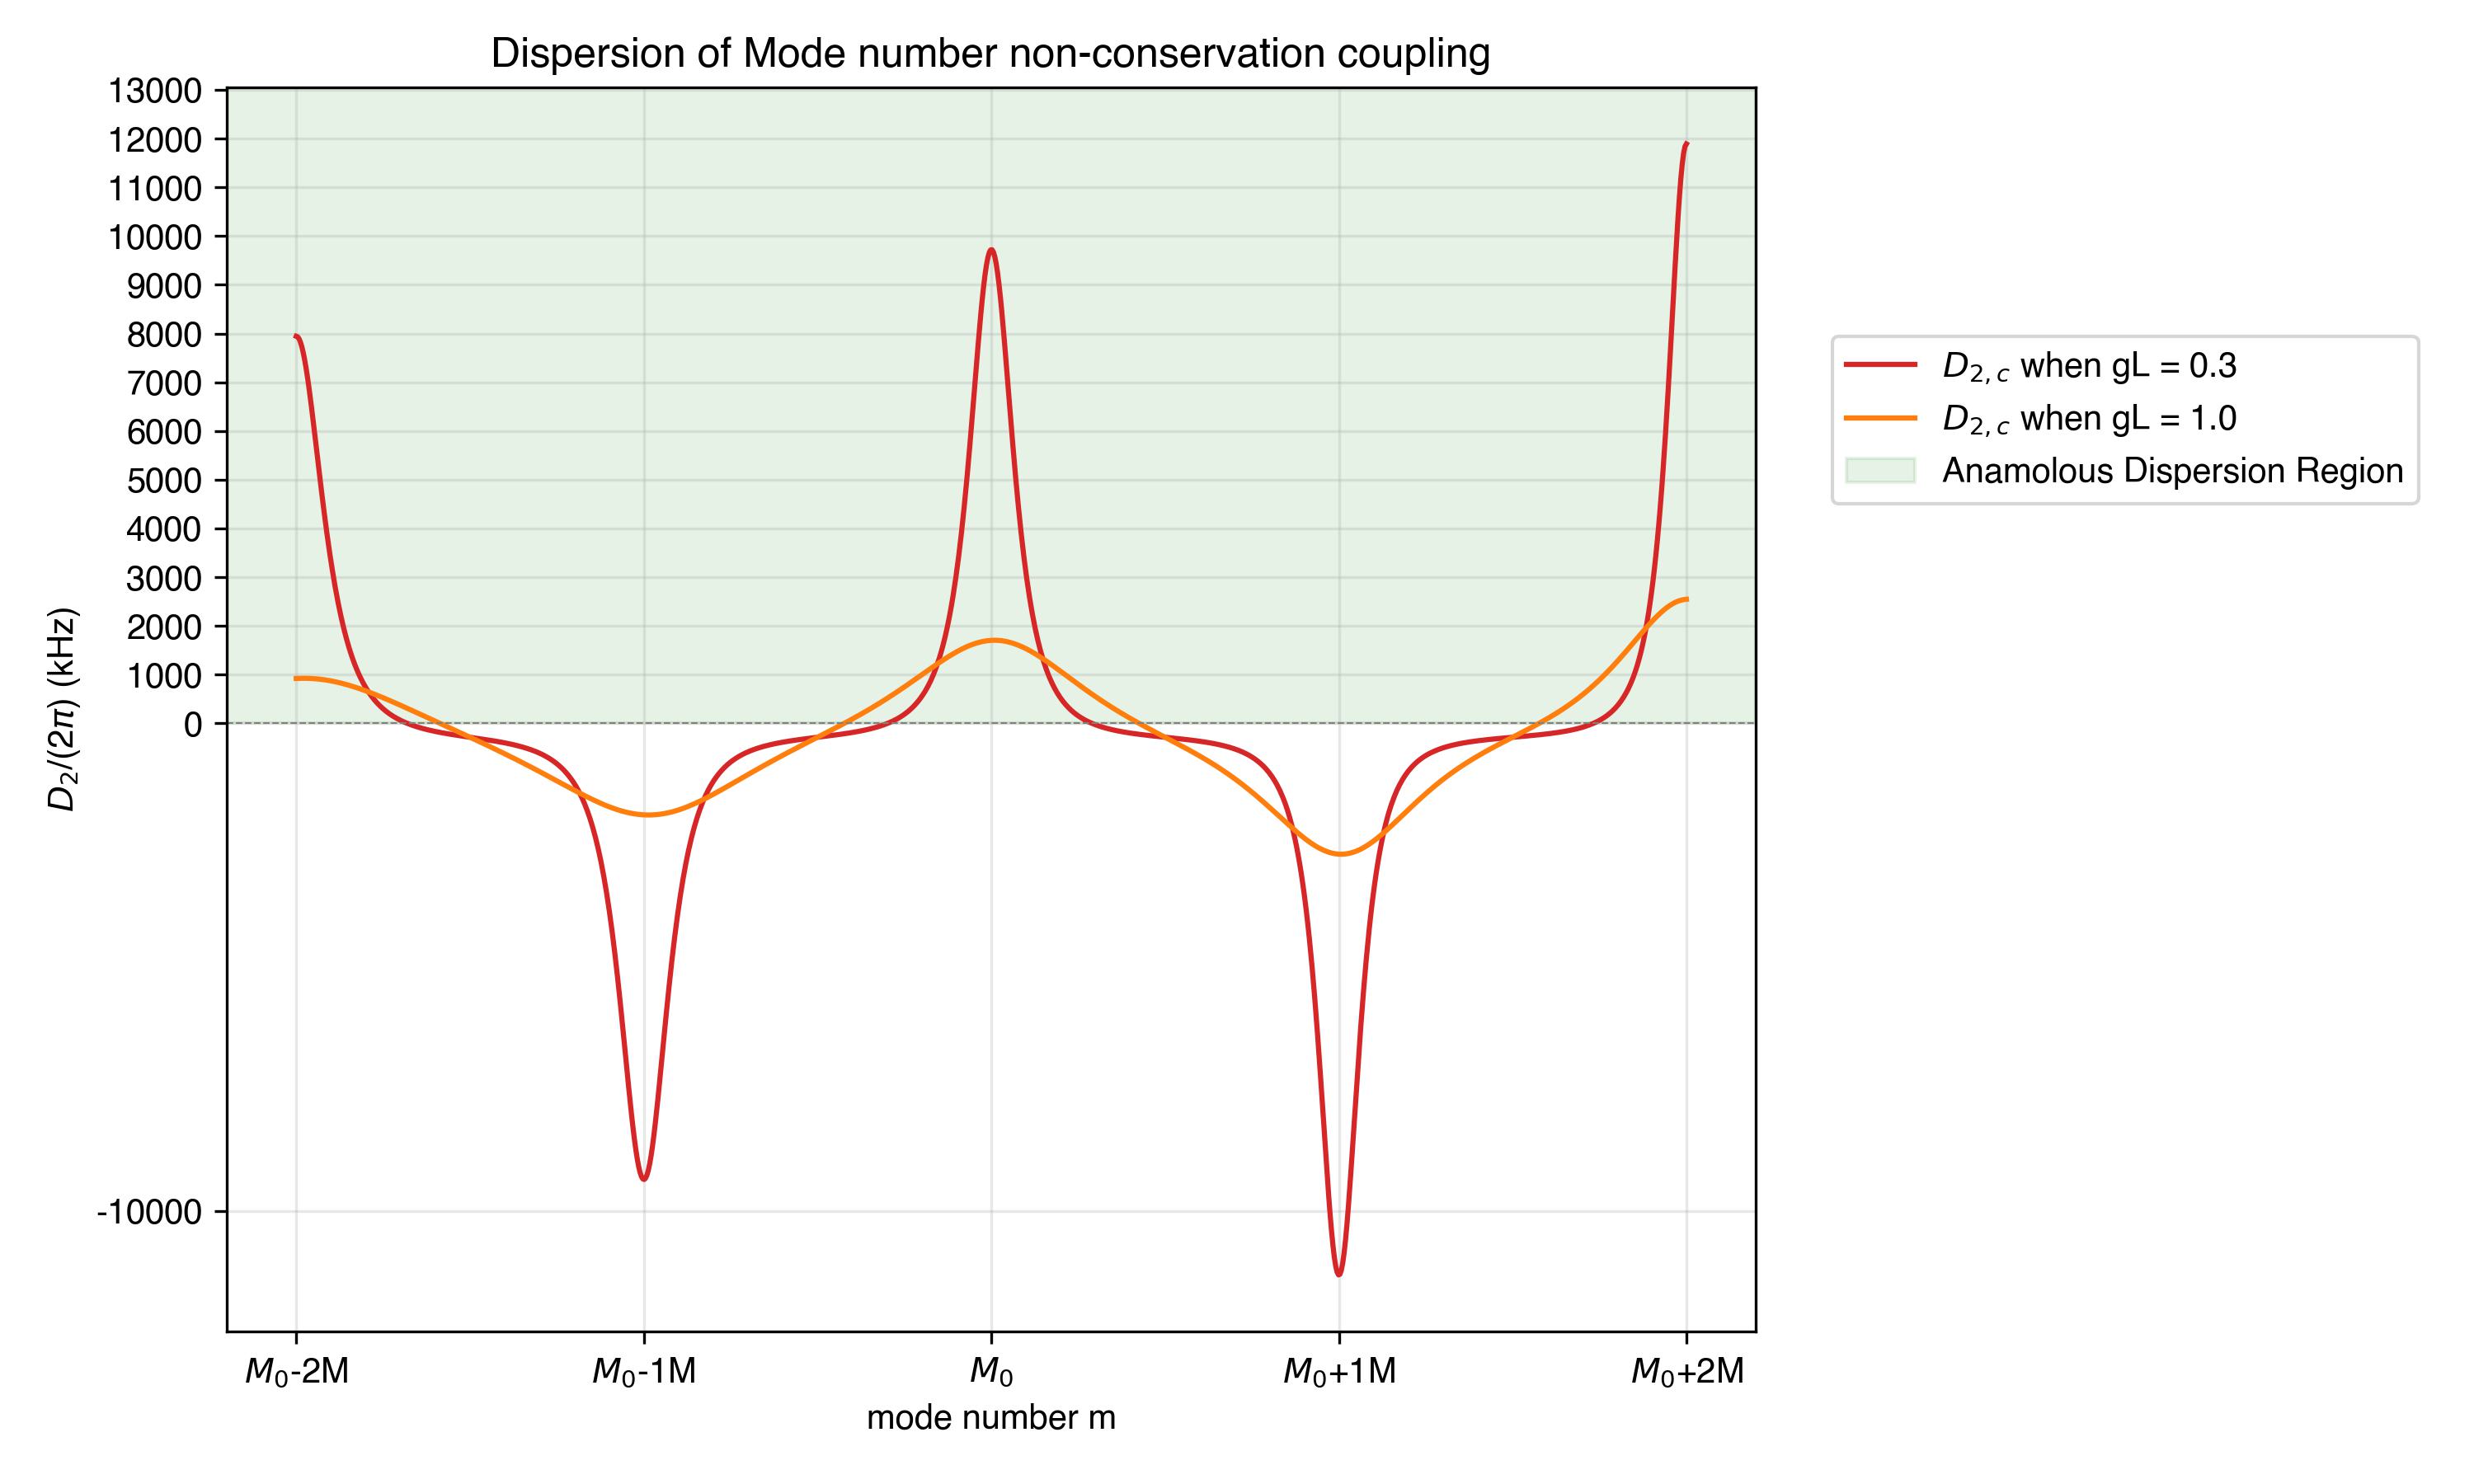 Dispersion of Mode number non-conservation coupling
13000
12000
11000
10000
9000
8000
7000
6000
5000
4000
3000
2000
1000
0
-10000
D₂/(2π) (kHz)
M₀-2M
M₀-1M
M₀
M₀+1M
M₀+2M
mode number m
D₂,c when gL = 0.3
D₂,c when gL = 1.0
Anamolous Dispersion Region